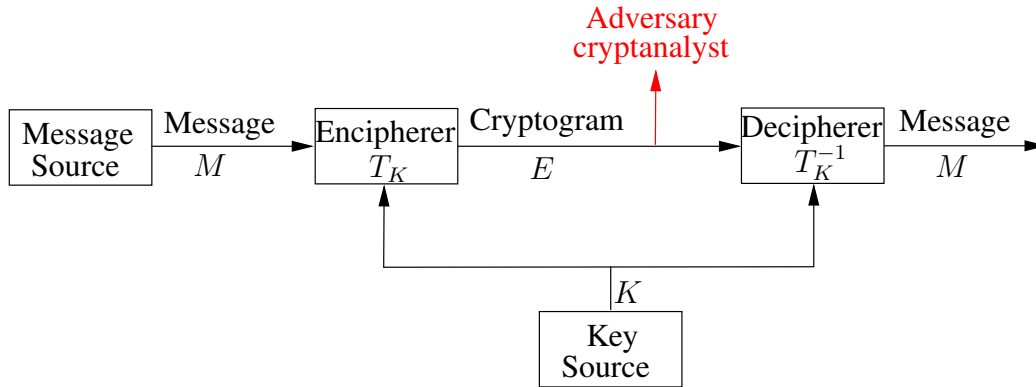 Adversary
cryptanalyst
Message
Source
Message
M
Encipherer
T_K
Cryptogram
E
Decipherer
T_K^{-1}
Message
M
K
Key
Source